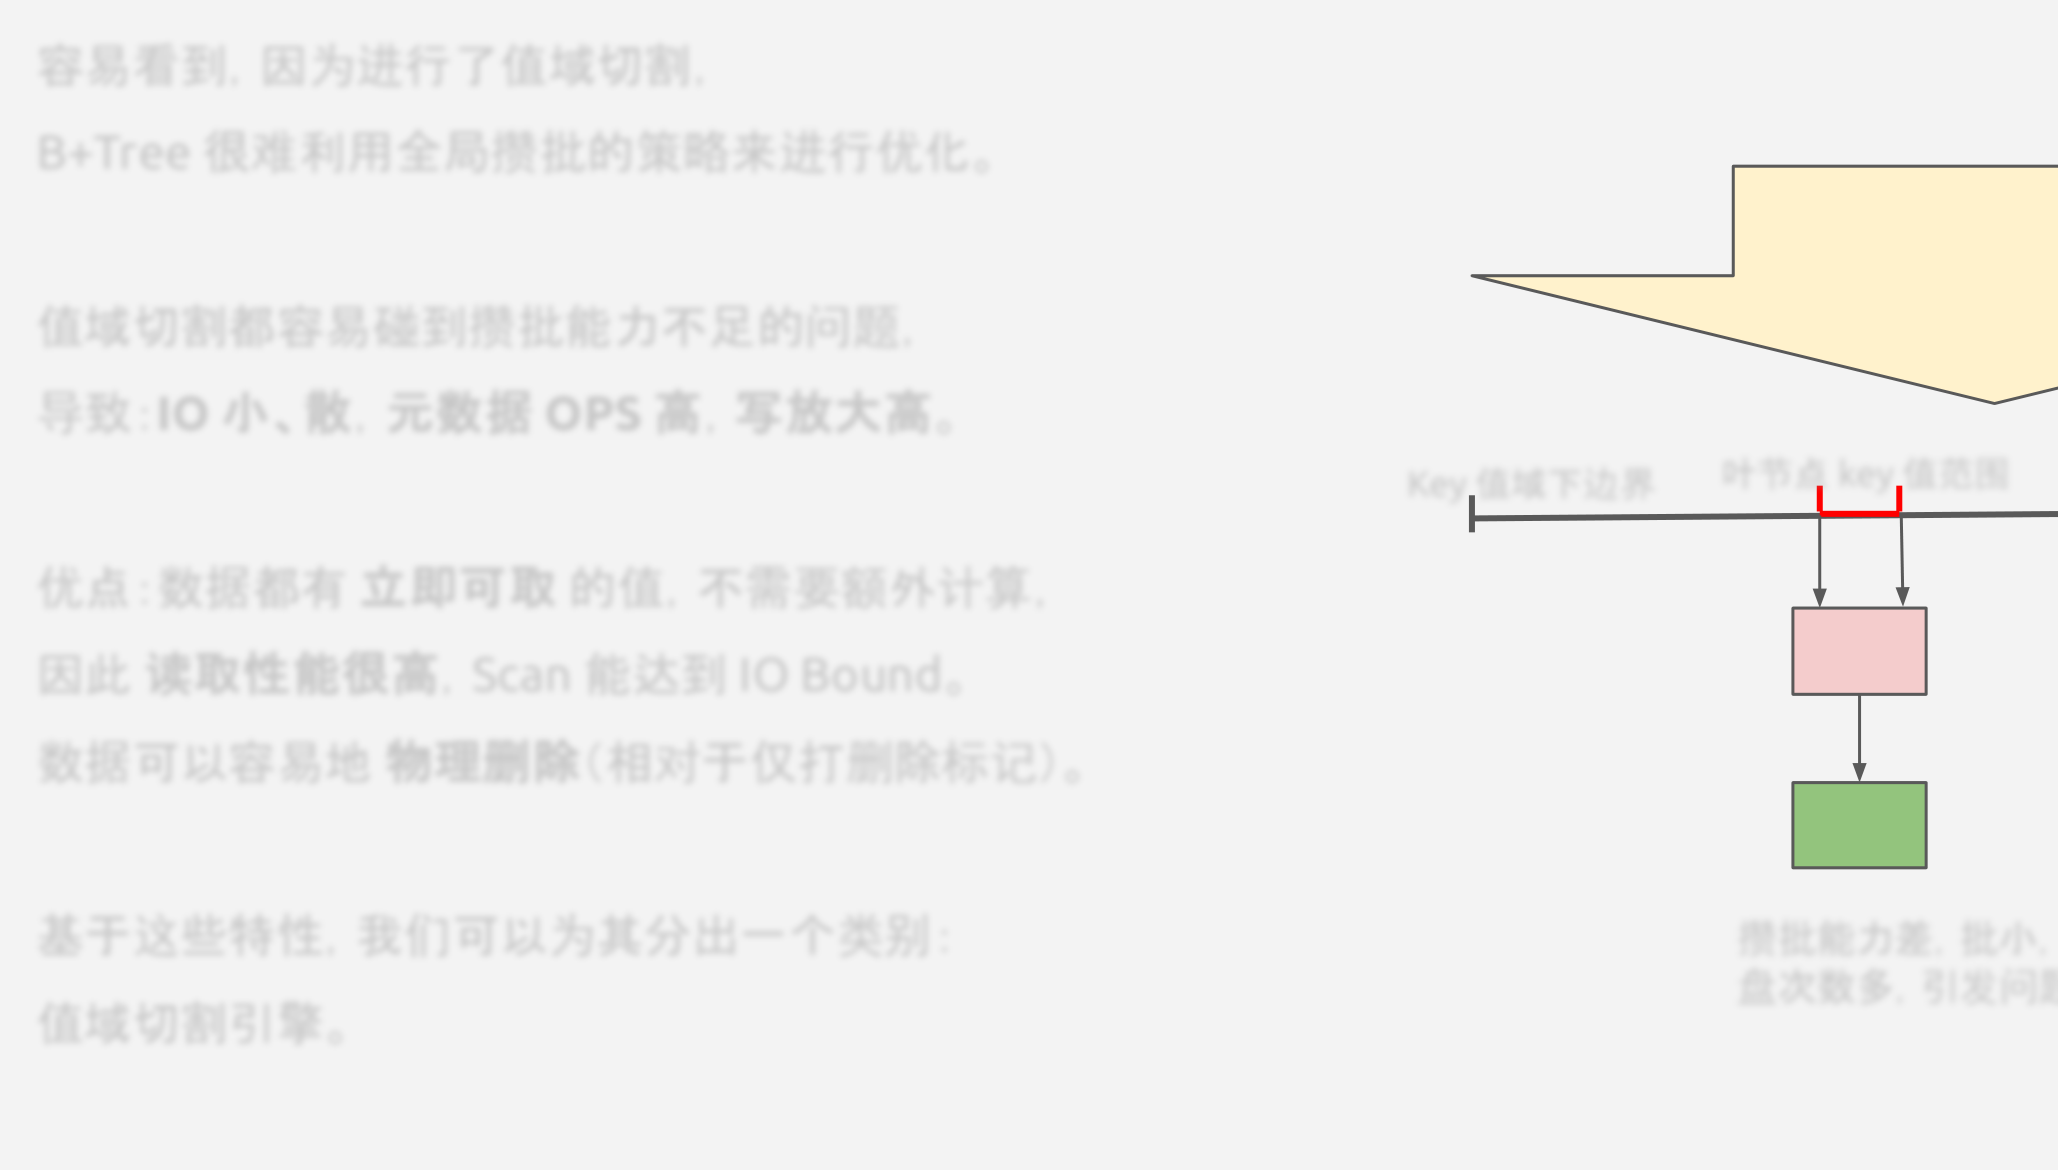 容易看到，因为进行了值域切割，
B+Tree 很难利用全局攒批的策略来进行优化。
值域切割都容易碰到攒批能力不足的问题，
导致：IO 小、散，元数据 OPS 高，写放大高。
优点：数据都有 立即可取 的值，不需要额外计算，
因此 读取性能很高，Scan 能达到 IO Bound。
数据可以容易地 物理删除（相对于仅打删除标记）。
基于这些特性，我们可以为其分出一个类别：
值域切割引擎。
Key 值域下边界
叶节点 key 值范围
攒批能力差，批小，
盘次数多，引发问题